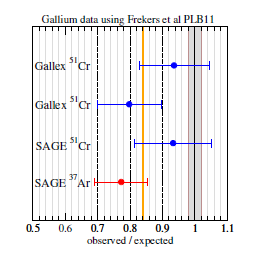 Gallium data using Frekers et al PLB11
Gallex ⁵¹Cr
Gallex ⁵¹Cr
SAGE ⁵¹Cr
SAGE ³⁷Ar
0.5 0.6 0.7 0.8 0.9 1 1.1
observed / expected